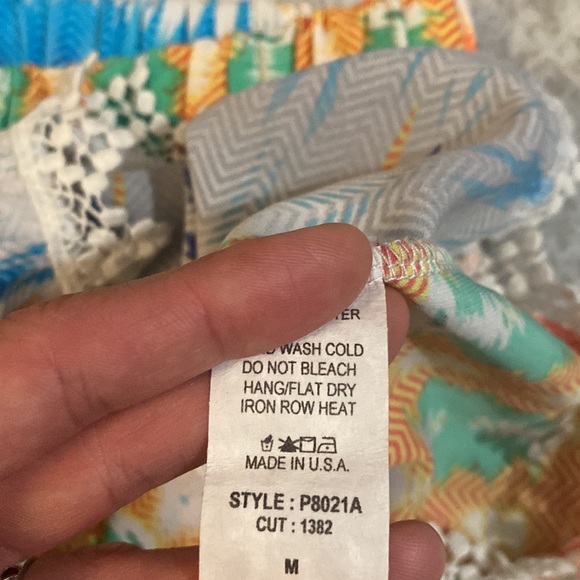 WASH COLD
DO NOT BLEACH
HANG/FLAT DRY
IRON ROW HEAT
MADE IN U.S.A.
STYLE : P8021A
CUT : 1382
M